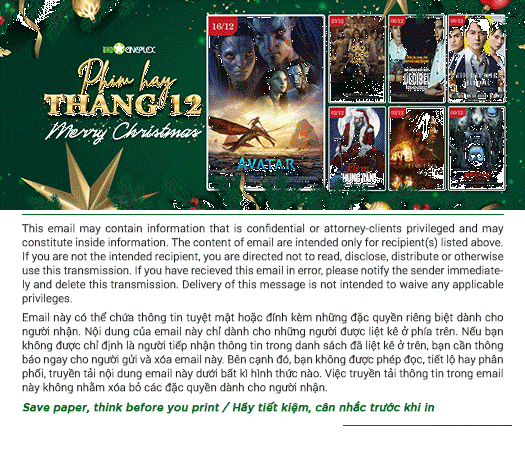 BHD CINEPLEX
Phim hay
THÁNG 12
Merry Christmas
16/12
23/12
09/12
AVATAR
02/12
This email may contain information that is confidential or attorney-clients privileged and may
constitute inside information. The content of email are intended only for recipient(s) listed above.
If you are not the intended recipient, you are directed not to read, disclose, distribute or otherwise
use this transmission. If you have recieved this email in error, please notify the sender immediate-
ly and delete this transmission. Delivery of this message is not intended to waive any applicable
privileges.
Email này có thể chứa thông tin tuyệt mật hoặc đính kèm những đặc quyền riêng biệt dành cho
người nhận. Nội dung của email này chỉ dành cho những người được liệt kê ở phía trên. Nếu bạn
không được chỉ định là người tiếp nhận thông tin trong danh sách đã liệt kê ở trên, bạn cần thông
báo ngay cho người gửi và xóa email này. Bên cạnh đó, bạn không được phép đọc, tiết lộ hay phân
phối, truyền tải nội dung email này dưới bất kì hình thức nào. Việc truyền tải thông tin trong email
này không nhằm xóa bỏ các đặc quyền dành cho người nhận.
Save paper, think before you print / Hãy tiết kiệm, cân nhắc trước khi in